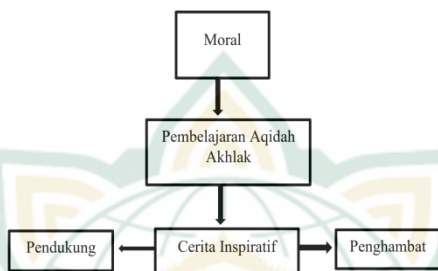 Moral
Pembelajaran Aqidah
Akhlak
Pendukung
Cerita Inspiratif
Penghambat